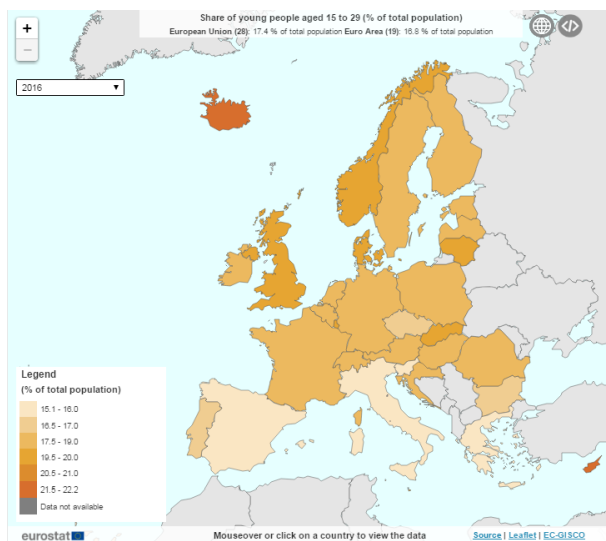 Share of young people aged 15 to 29 (% of total population)
European Union (28): 17.4 % of total population Euro Area (19): 16.8 % of total population
+
−
2016
Legend
(% of total population)
15.1 - 16.0
16.5 - 17.0
17.5 - 19.0
19.5 - 20.0
20.5 - 21.0
21.5 - 22.2
Data not available
eurostat
Mouseover or click on a country to view the data
Source | Leaflet | EC-GISCO